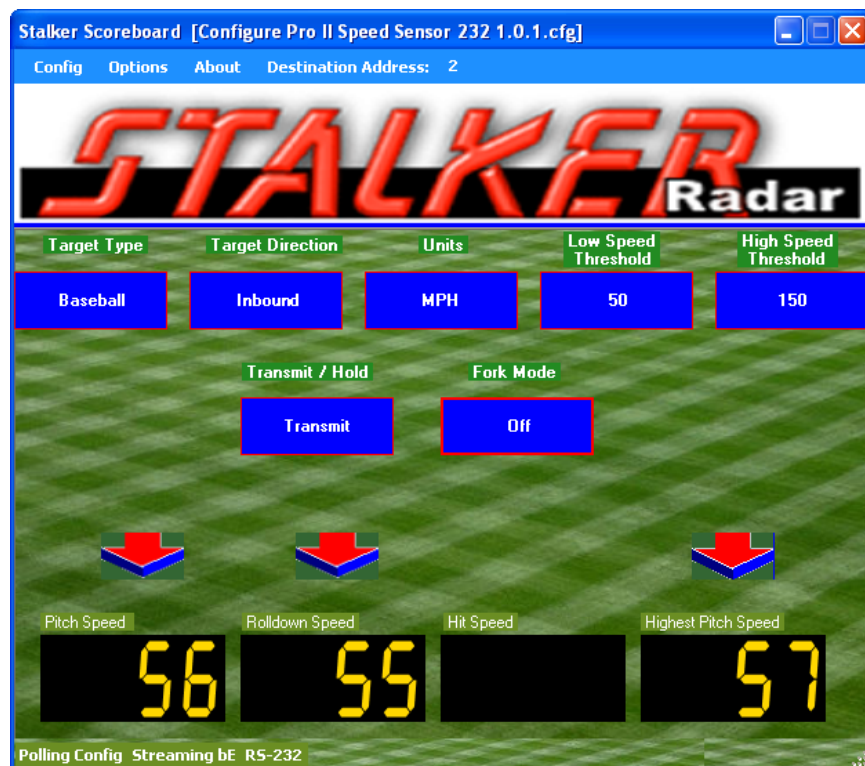 Stalker Scoreboard [Configure Pro II Speed Sensor 232 1.0.1.cfg]
Config Options About Destination Address: 2
STALKER
Radar
Target Type Target Direction Units Low Speed Threshold High Speed Threshold
Baseball Inbound MPH 50 150
Transmit / Hold Fork Mode
Transmit Off
Pitch Speed Rolldown Speed Hit Speed Highest Pitch Speed
56 55 57
Polling Config Streaming bE RS-232